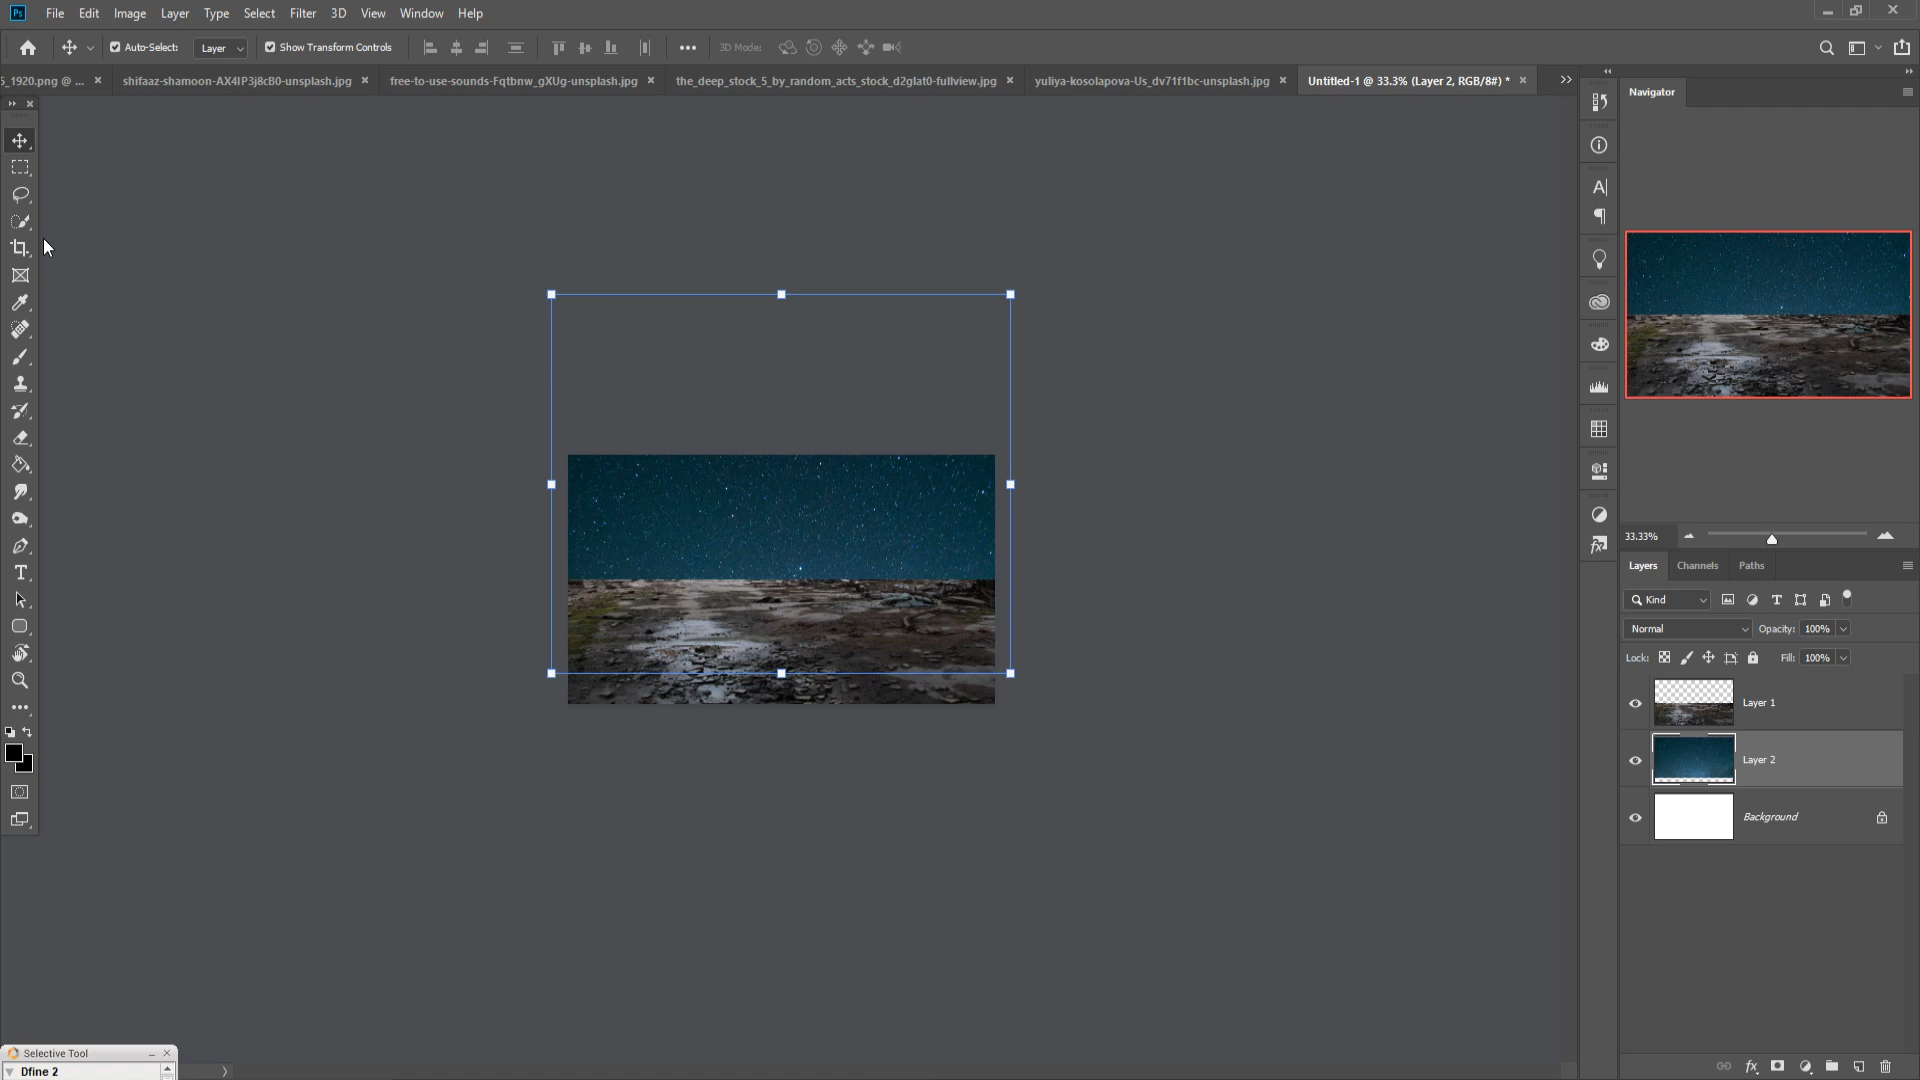 Ps File Edit Image Layer Type Select Filter 3D View Window Help
Auto-Select: Layer Show Transform Controls 3D Mode:
5_1920.png @ ... × shifaaz-shamoon-AX4IP3j8cB0-unsplash.jpg × free-to-use-sounds-Fqtbnw_gXUg-unsplash.jpg × the_deep_stock_5_by_random_acts_stock_d2glat0-fullview.jpg × yuliya-kosolapova-Us_dv71f1bc-unsplash.jpg × Untitled-1 @ 33.3% (Layer 2, RGB/8#) * ×
Navigator
33.33%
Layers Channels Paths
Kind
Normal Opacity: 100%
Lock: Fill: 100%
Layer 1
Layer 2
Background
Selective Tool
Dfine 2